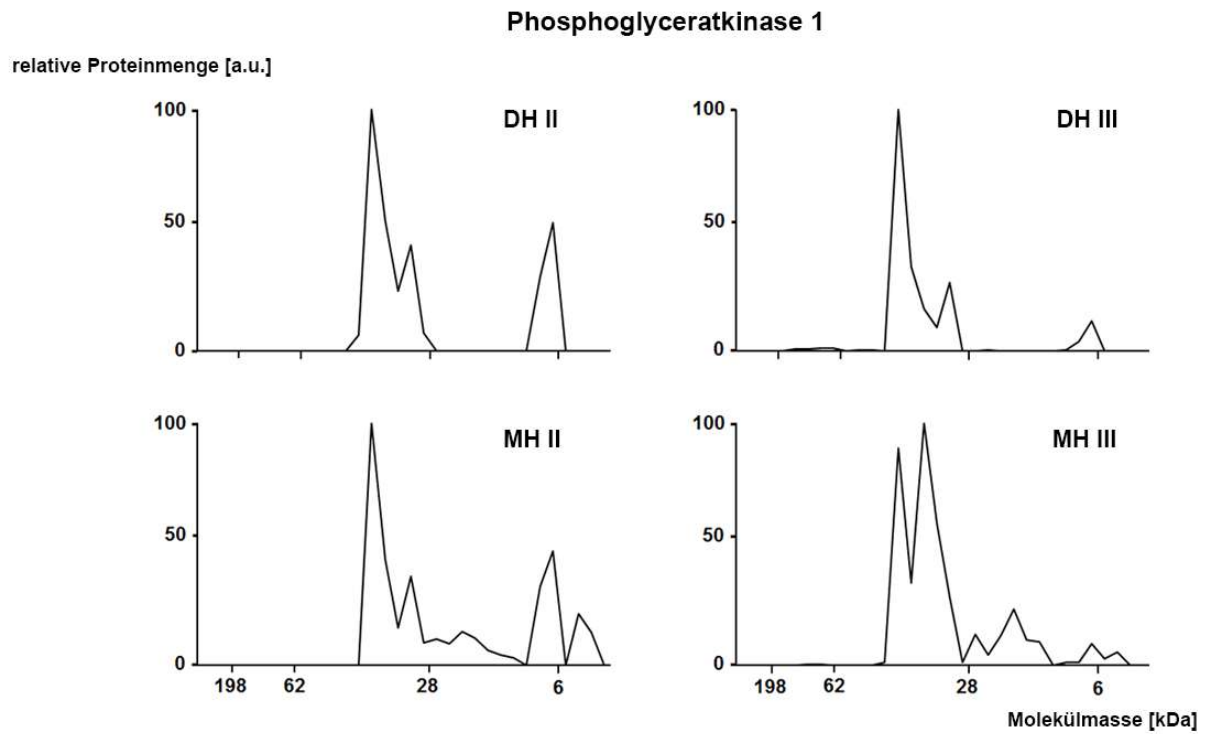 Phosphoglyceratkinase 1
relative Proteinmenge [a.u.]
100
50
0
DH II
100
50
0
DH III
100
50
0
MH II
198 62 28 6
100
50
0
MH III
198 62 28 6
Molekülmasse [kDa]